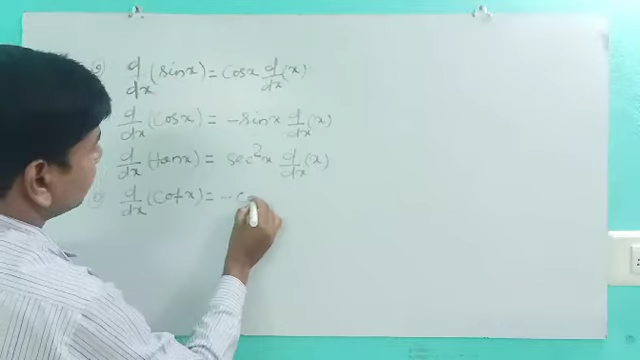 d/dx (sinx) = Cosx d/dx (x)
d/dx (Cosx) = -sinx d/dx (x)
d/dx (tanx) = sec²x d/dx (x)
d/dx (Cotx) = -C